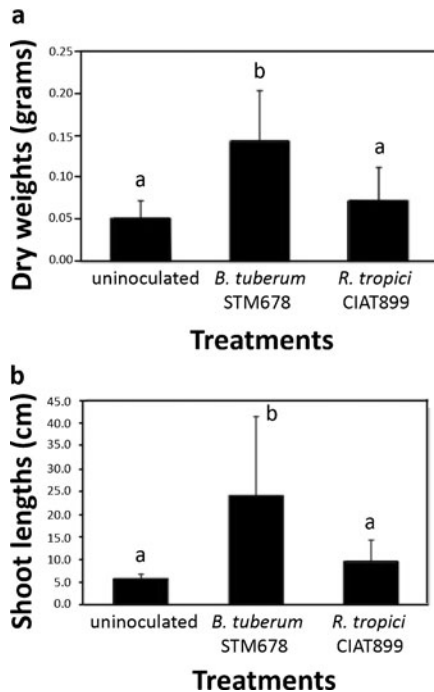 a
Dry weights (grams)
0.25
0.20
0.15
0.10
0.05
0.00
a
b
a
uninoculated B. tuberum R. tropici
STM678 CIAT899
Treatments
b
Shoot lengths (cm)
45.0
40.0
35.0
30.0
25.0
20.0
15.0
10.0
5.0
0.0
a
b
a
uninoculated B. tuberum R. tropici
STM678 CIAT899
Treatments